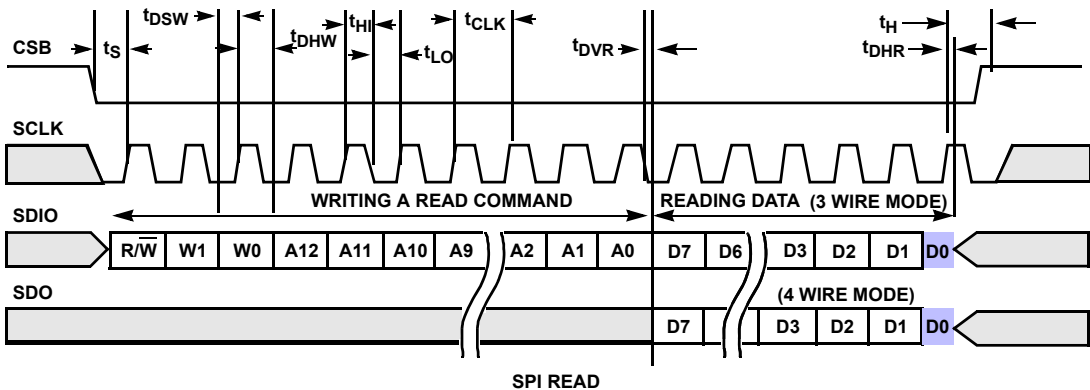 tDSW tHI tCLK tH
CSB tS tDHW tLO tDVR tDHR
SCLK
WRITING A READ COMMAND READING DATA (3 WIRE MODE)
SDIO
R/W̅ W1 W0 A12 A11 A10 A9 A2 A1 A0 D7 D6 D3 D2 D1 D0
SDO
(4 WIRE MODE)
D7 D3 D2 D1 D0
SPI READ